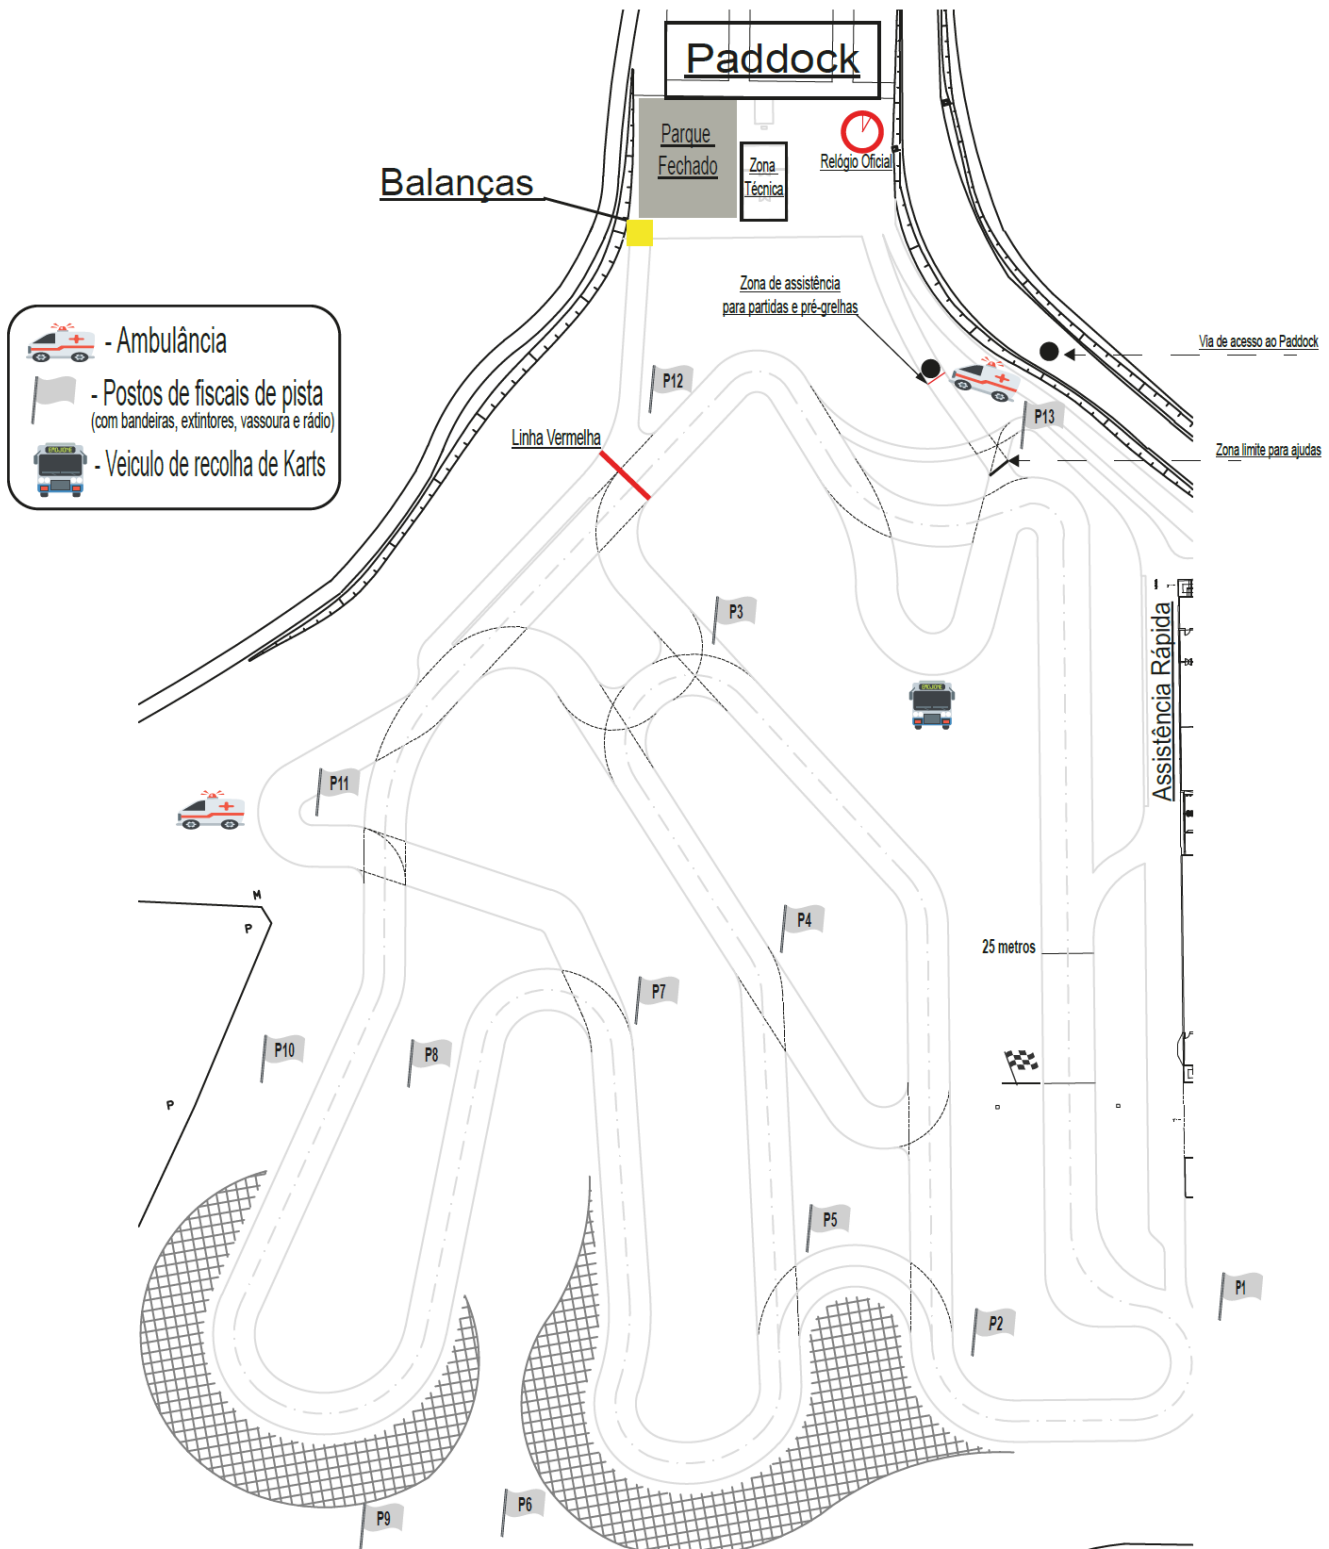 Paddock
Parque
Fechado
Zona
Técnica
Relógio Oficial
Balanças
Zona de assistência
para partidas e pré-grelhas
- Ambulância
- Postos de fiscais de pista
(com bandeiras, extintores, vassoura e rádio)
- Veiculo de recolha de Karts
Via de acesso ao Paddock
P12
P13
Linha Vermelha
Zona limite para ajudas
P3
Assistência Rápida
P11
M
P
P4
25 metros
P7
P10
P8
P
P5
P1
P2
P6
P9